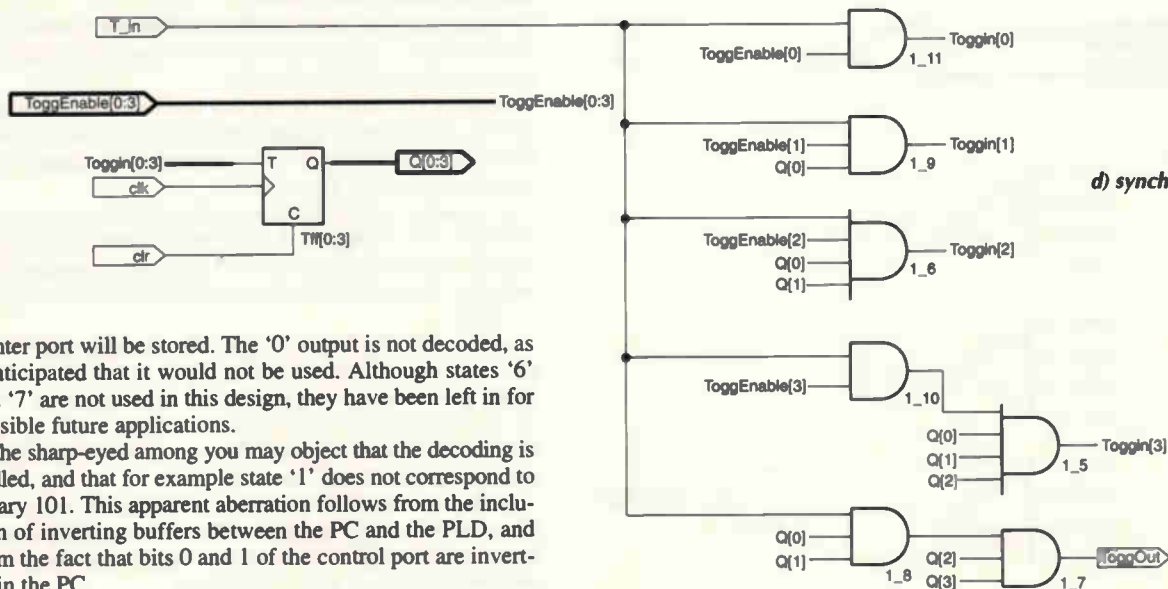 T_in
ToggEnable[0:3]
ToggEnable[0:3]
Toggin[0:3]
T
Q
Q[0:3]
clk
C
Tff[0:3]
clr
ToggEnable[0]
1_11
Toggin[0]
ToggEnable[1]
Q[0]
1_9
Toggin[1]
d) synch
ToggEnable[2]
Q[0]
Q[1]
1_6
Toggin[2]
ToggEnable[3]
1_10
Q[0]
Q[1]
Q[2]
1_5
Toggin[3]
Q[0]
Q[1]
1_8
Q[2]
Q[3]
1_7
ToggOut
nter port will be stored. The ‘0’ output is not decoded, as
nticipated that it would not be used. Although states ‘6’
‘7’ are not used in this design, they have been left in for
sible future applications.
he sharp-eyed among you may object that the decoding is
lled, and that for example state ‘1’ does not correspond to
ary 101. This apparent aberration follows from the inclu-
n of inverting buffers between the PC and the PLD, and
m the fact that bits 0 and 1 of the control port are invert-
in the PC.